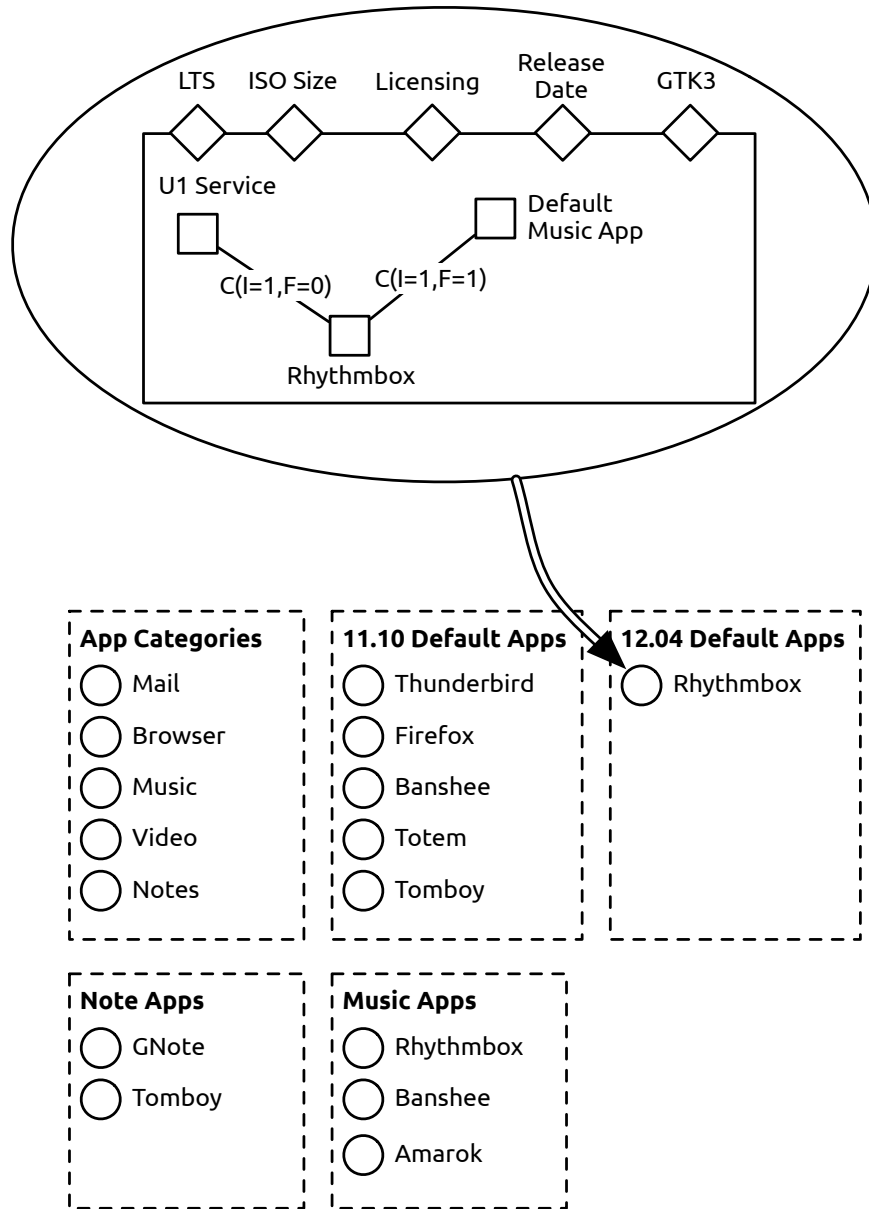 LTS
ISO Size
Licensing
Release
Date
GTK3
U1 Service
Default
Music App
C(I=1,F=0)
C(I=1,F=1)
Rhythmbox
App Categories
Mail
Browser
Music
Video
Notes
11.10 Default Apps
Thunderbird
Firefox
Banshee
Totem
Tomboy
12.04 Default Apps
Rhythmbox
Note Apps
GNote
Tomboy
Music Apps
Rhythmbox
Banshee
Amarok